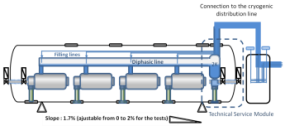 Connection to the cryogenic
distribution line
Filling lines
Diphasic line
Technical Service Module
Slope : 1.7% (ajustable from 0 to 2% for the tests)